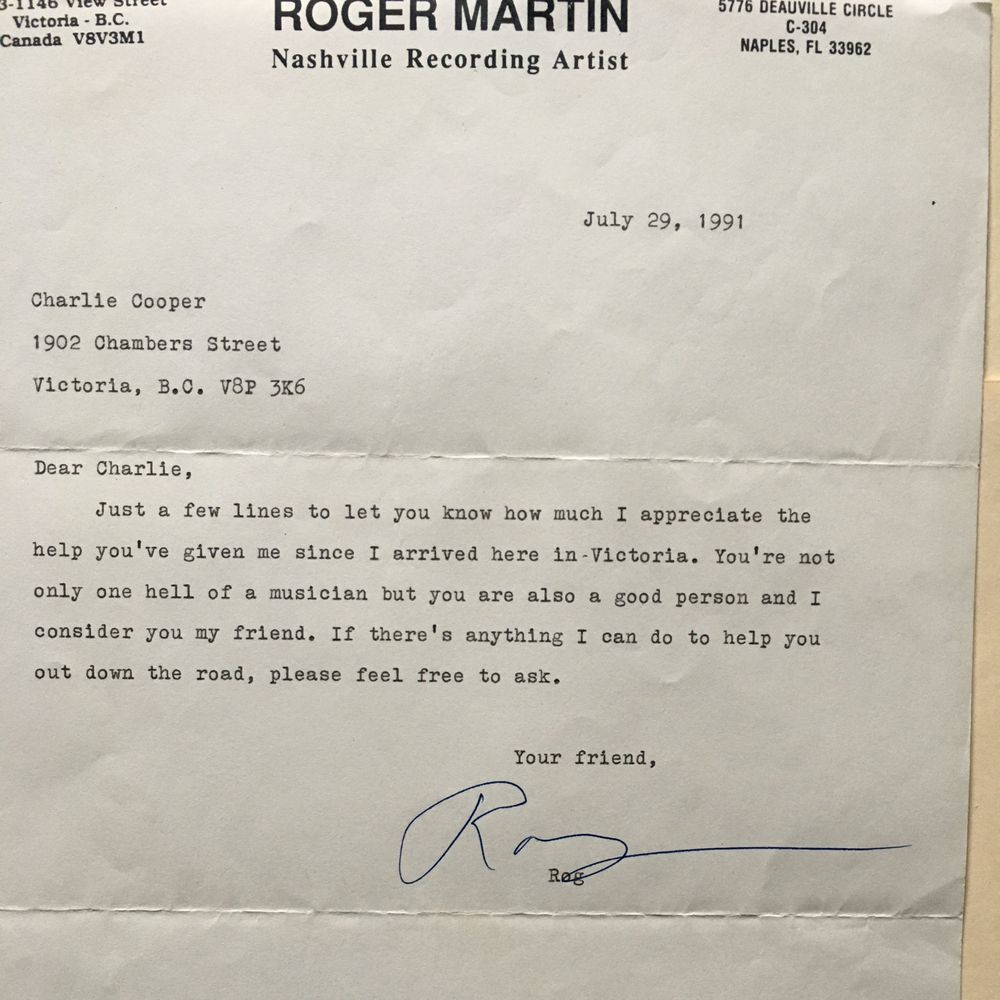 3-1146 View Street
Victoria - B.C.
Canada V8V3M1
ROGER MARTIN
Nashville Recording Artist
5776 DEAUVILLE CIRCLE
C-304
NAPLES, FL 33962
July 29, 1991
Charlie Cooper
1902 Chambers Street
Victoria, B.C. V8P 3K6
Dear Charlie,
Just a few lines to let you know how much I appreciate the
help you've given me since I arrived here in-Victoria. You're not
only one hell of a musician but you are also a good person and I
consider you my friend. If there's anything I can do to help you
out down the road, please feel free to ask.
Your friend,
Rog
Rog